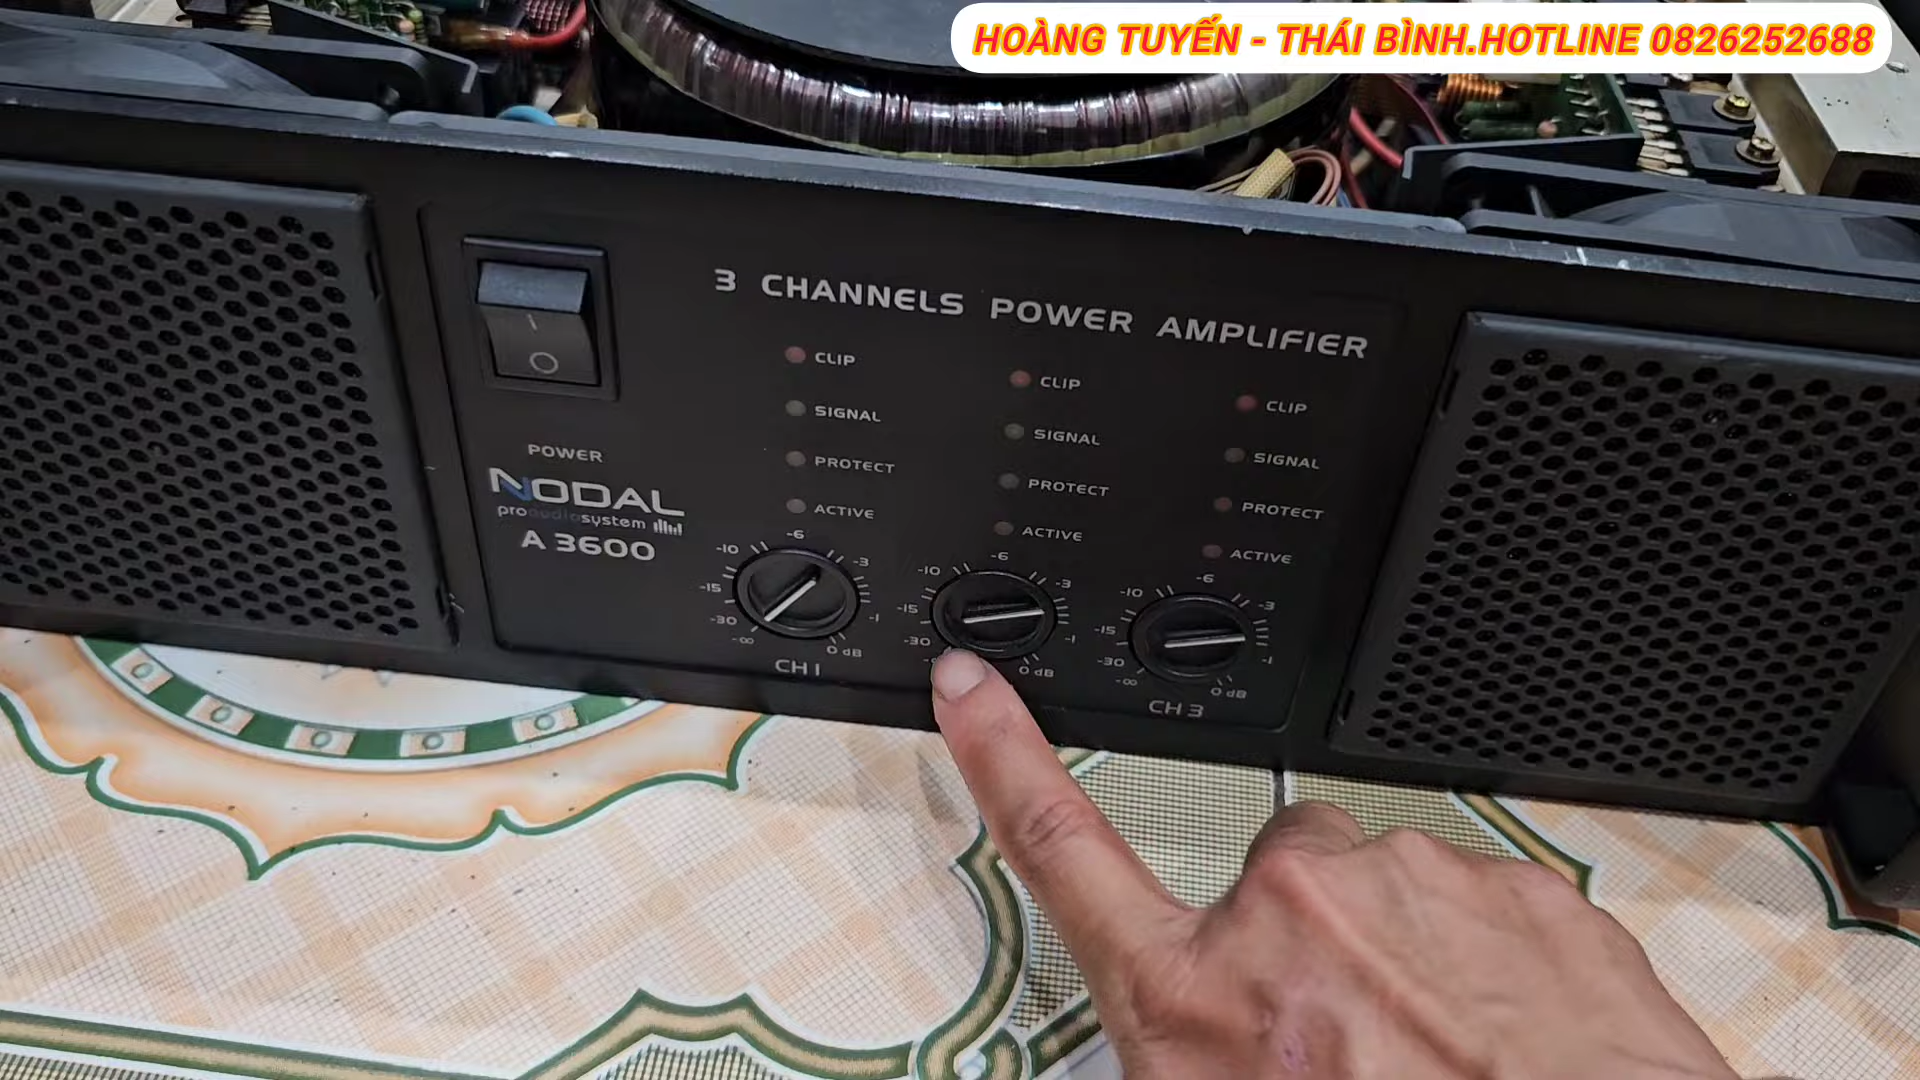 HOÀNG TUYẾN - THÁI BÌNH.HOTLINE 0826252688
3 CHANNELS POWER AMPLIFIER
CLIP
SIGNAL
PROTECT
ACTIVE
CLIP
SIGNAL
PROTECT
ACTIVE
CLIP
SIGNAL
PROTECT
ACTIVE
I
O
POWER
NODAL
proaudiosystem
A 3600
-∞
-30
-15
-10
-6
-3
-1
0 dB
CH 1
-30
-15
-10
-6
-3
-1
0 dB
-∞
-30
-15
-10
-6
-3
-1
0 dB
CH 3